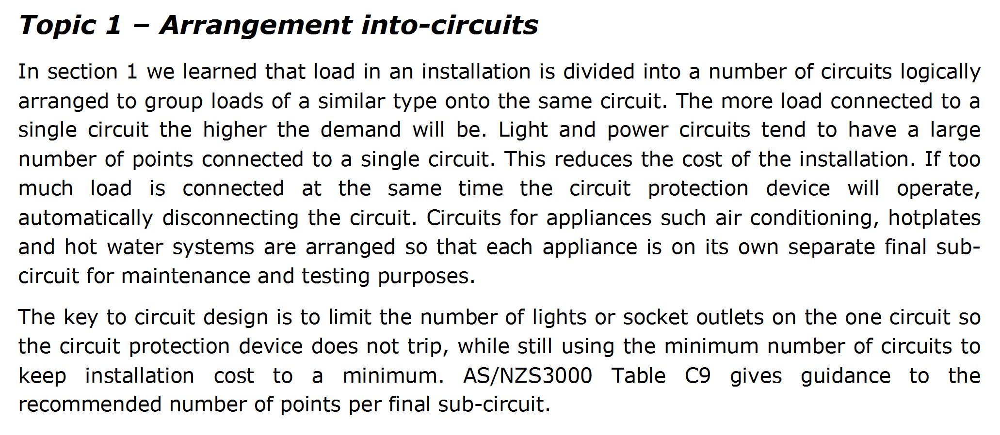 Topic 1 – Arrangement into-circuits
In section 1 we learned that load in an installation is divided into a number of circuits logically
arranged to group loads of a similar type onto the same circuit. The more load connected to a
single circuit the higher the demand will be. Light and power circuits tend to have a large
number of points connected to a single circuit. This reduces the cost of the installation. If too
much load is connected at the same time the circuit protection device will operate,
automatically disconnecting the circuit. Circuits for appliances such air conditioning, hotplates
and hot water systems are arranged so that each appliance is on its own separate final sub-
circuit for maintenance and testing purposes.
The key to circuit design is to limit the number of lights or socket outlets on the one circuit so
the circuit protection device does not trip, while still using the minimum number of circuits to
keep installation cost to a minimum. AS/NZS3000 Table C9 gives guidance to the
recommended number of points per final sub-circuit.